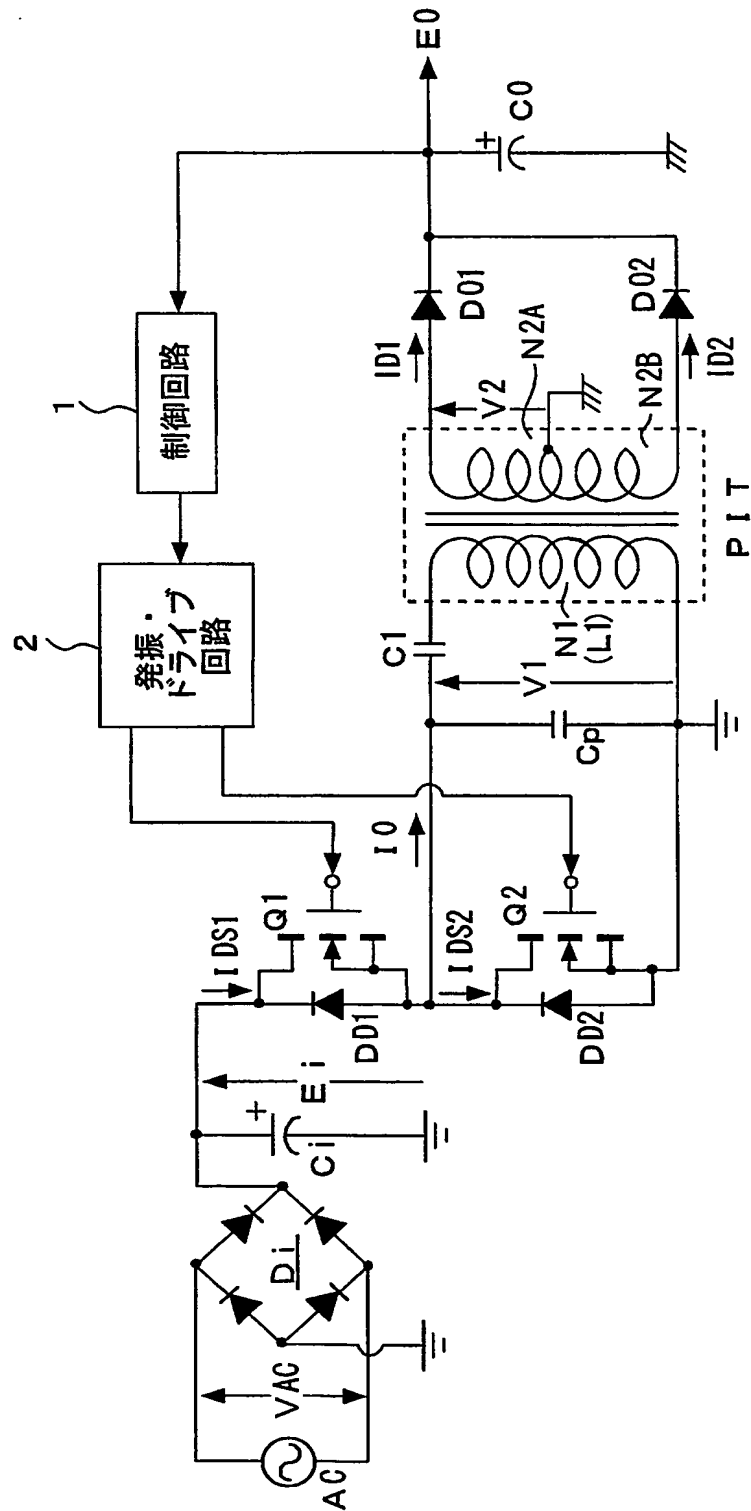 AC
VAC
Di
Ci
+
Ei
IDS1
Q1
DD1
IDS2
Q2
DD2
I0
2
発振・
ドライブ
回路
1
制御回路
C1
Cp
V1
N1
(L1)
PIT
V2
N2A
N2B
ID1
D01
ID2
D02
+
C0
E0